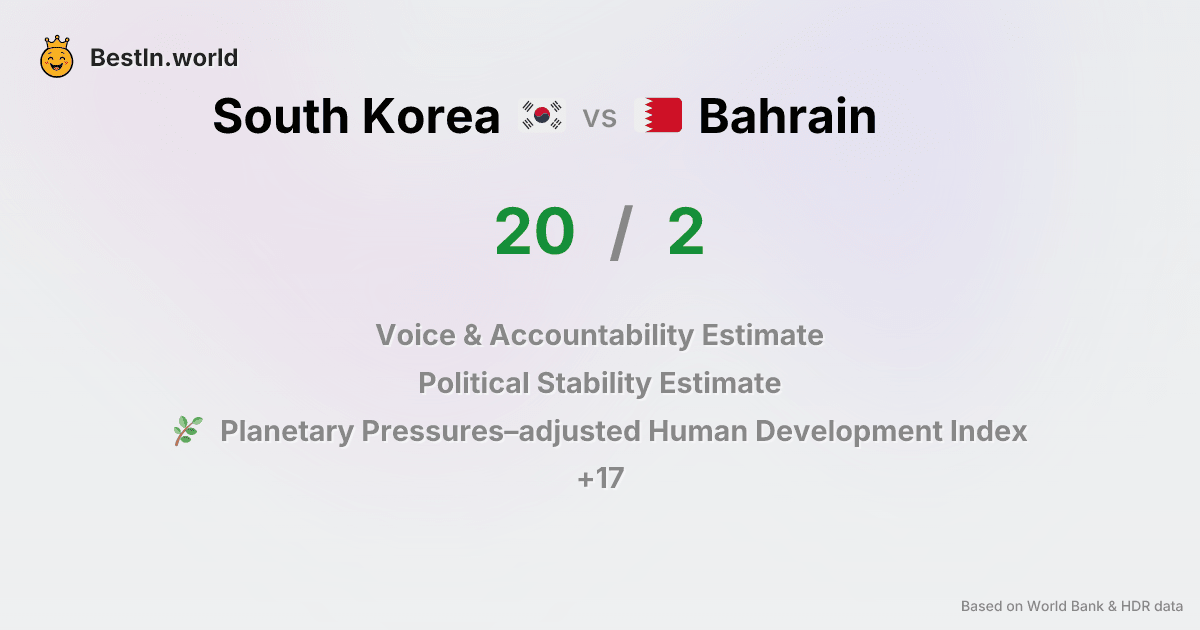 BestIn.world
South Korea vs Bahrain
20 / 2
Voice & Accountability Estimate
Political Stability Estimate
Planetary Pressures–adjusted Human Development Index
+17
Based on World Bank & HDR data